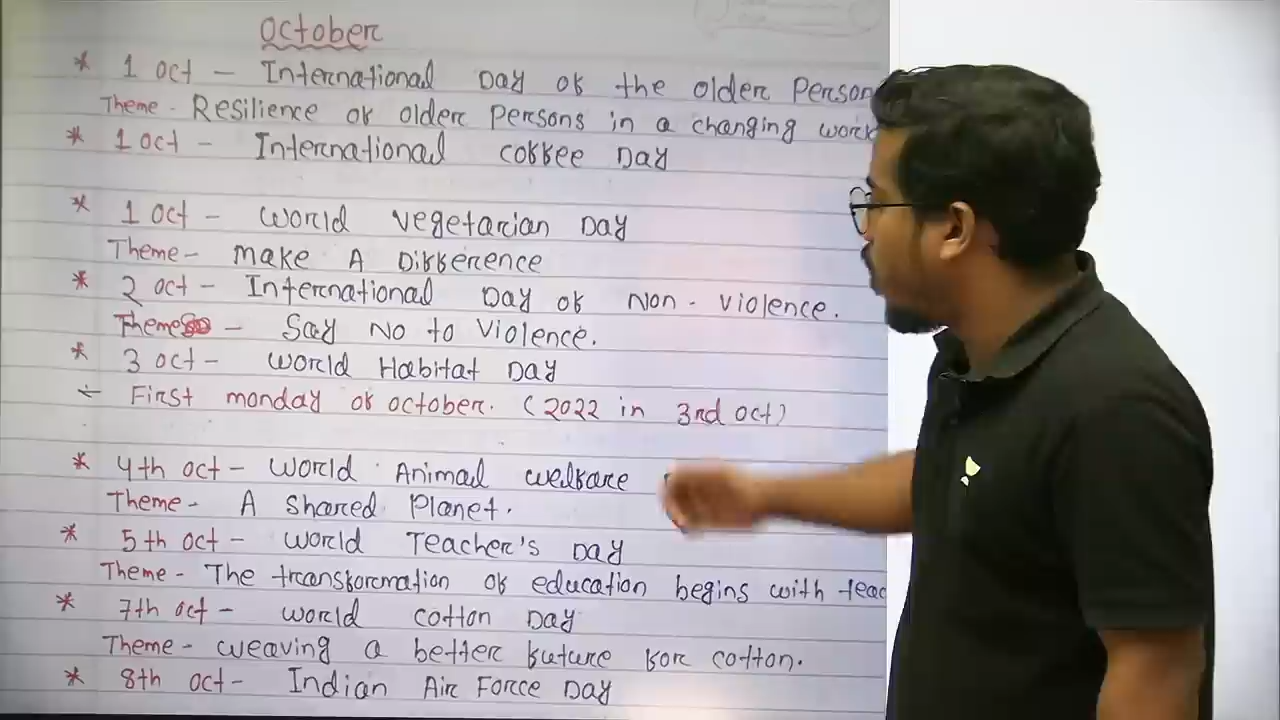 October
* 1 Oct - International Day of the older Person
Theme - Resilience of older Persons in a changing
* 1 Oct - International coffee Day
* 1 Oct - World vegetarian Day
Theme - Make A Difference
* 2 Oct - International Day of Non-violence.
Theme - Say No to Violence.
* 3 Oct - World Habitat Day
÷ First monday of October. (2022 in 3rd Oct)
* 4th Oct - World Animal welfare
Theme - A Shared Planet.
* 5th Oct - World Teacher's Day
Theme - The transformation of education begins with teac
* 7th Oct - World Cotton Day
Theme - weaving a better future for cotton.
* 8th Oct - Indian Air Force Day